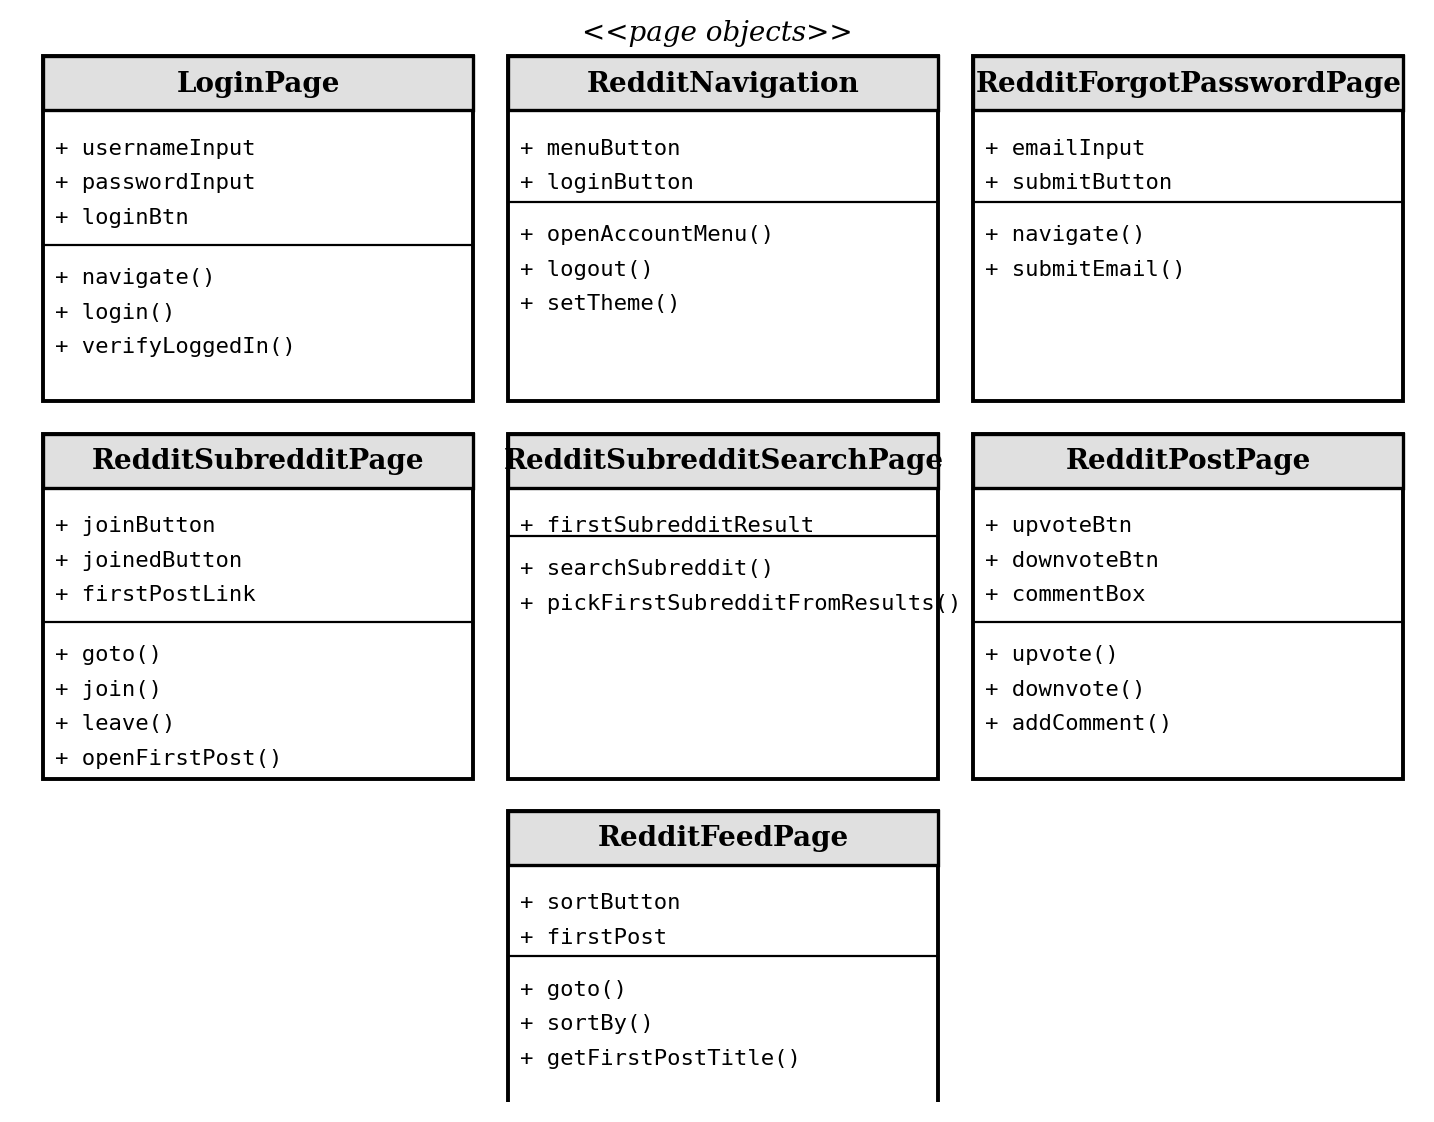 <<page objects>>
LoginPage
+ usernameInput
+ passwordInput
+ loginBtn
+ navigate()
+ login()
+ verifyLoggedIn()
RedditNavigation
+ menuButton
+ loginButton
+ openAccountMenu()
+ logout()
+ setTheme()
RedditForgotPasswordPage
+ emailInput
+ submitButton
+ navigate()
+ submitEmail()
RedditSubredditPage
+ joinButton
+ joinedButton
+ firstPostLink
+ goto()
+ join()
+ leave()
+ openFirstPost()
RedditSubredditSearchPage
+ firstSubredditResult
+ searchSubreddit()
+ pickFirstSubredditFromResults()
RedditPostPage
+ upvoteBtn
+ downvoteBtn
+ commentBox
+ upvote()
+ downvote()
+ addComment()
RedditFeedPage
+ sortButton
+ firstPost
+ goto()
+ sortBy()
+ getFirstPostTitle()